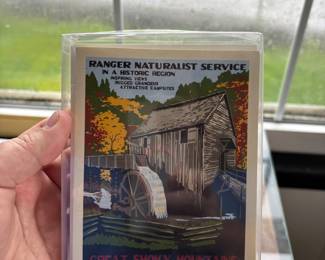 RANGER NATURALIST SERVICE
IN A HISTORIC REGION
INSPIRING VIEWS
RUGGED GRANDEUR
ATTRACTIVE CAMPSITES
GREAT SMOKY MOUNTAINS